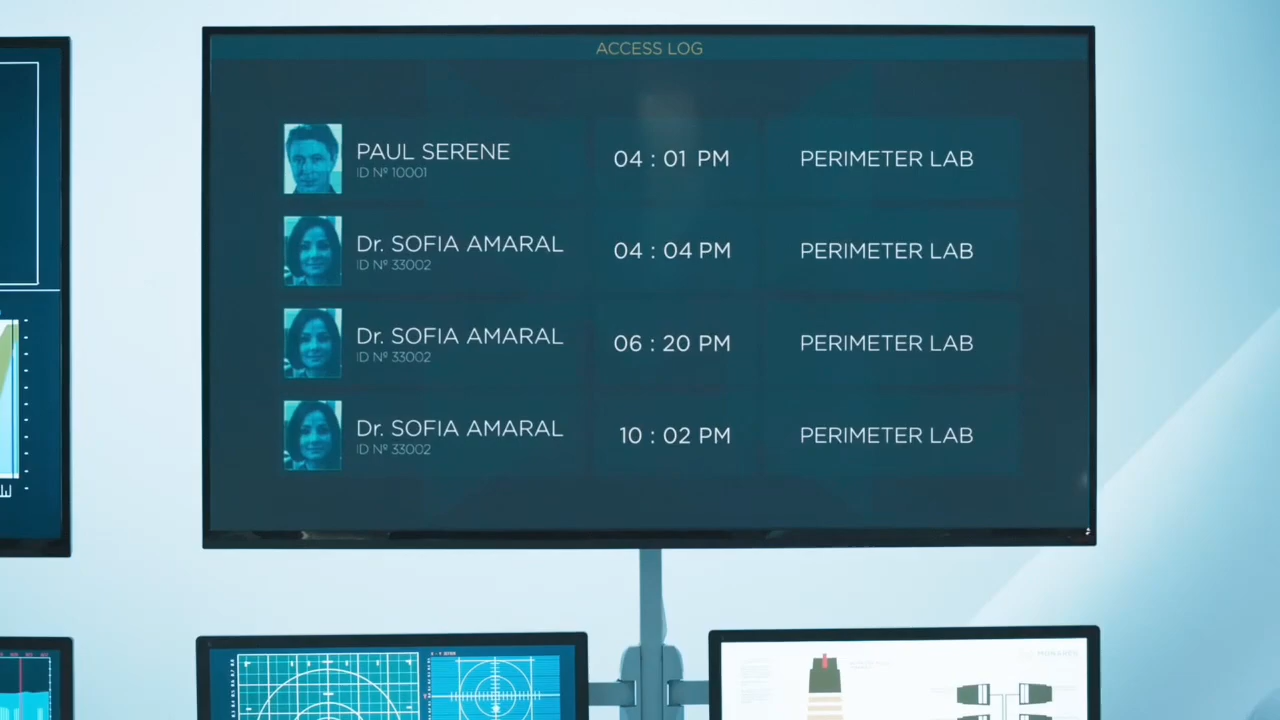 ACCESS LOG
PAUL SERENE
ID Nº 10001
04 : 01 PM
PERIMETER LAB
Dr. SOFIA AMARAL
ID Nº 33002
04 : 04 PM
PERIMETER LAB
Dr. SOFIA AMARAL
ID Nº 33002
06 : 20 PM
PERIMETER LAB
Dr. SOFIA AMARAL
ID Nº 33002
10 : 02 PM
PERIMETER LAB
MONARCH